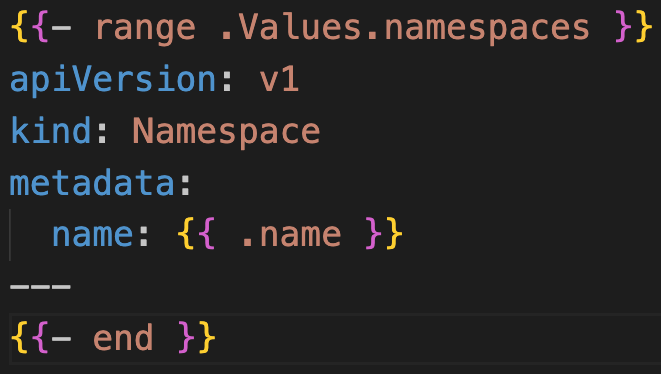 {{- range .Values.namespaces }}
apiVersion: v1
kind: Namespace
metadata:
  name: {{ .name }}
---
{{- end }}